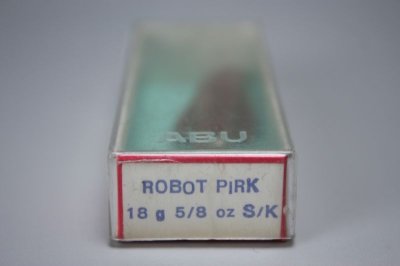 ABU
ROBOT PIRK
18 g 5/8 oz S/K